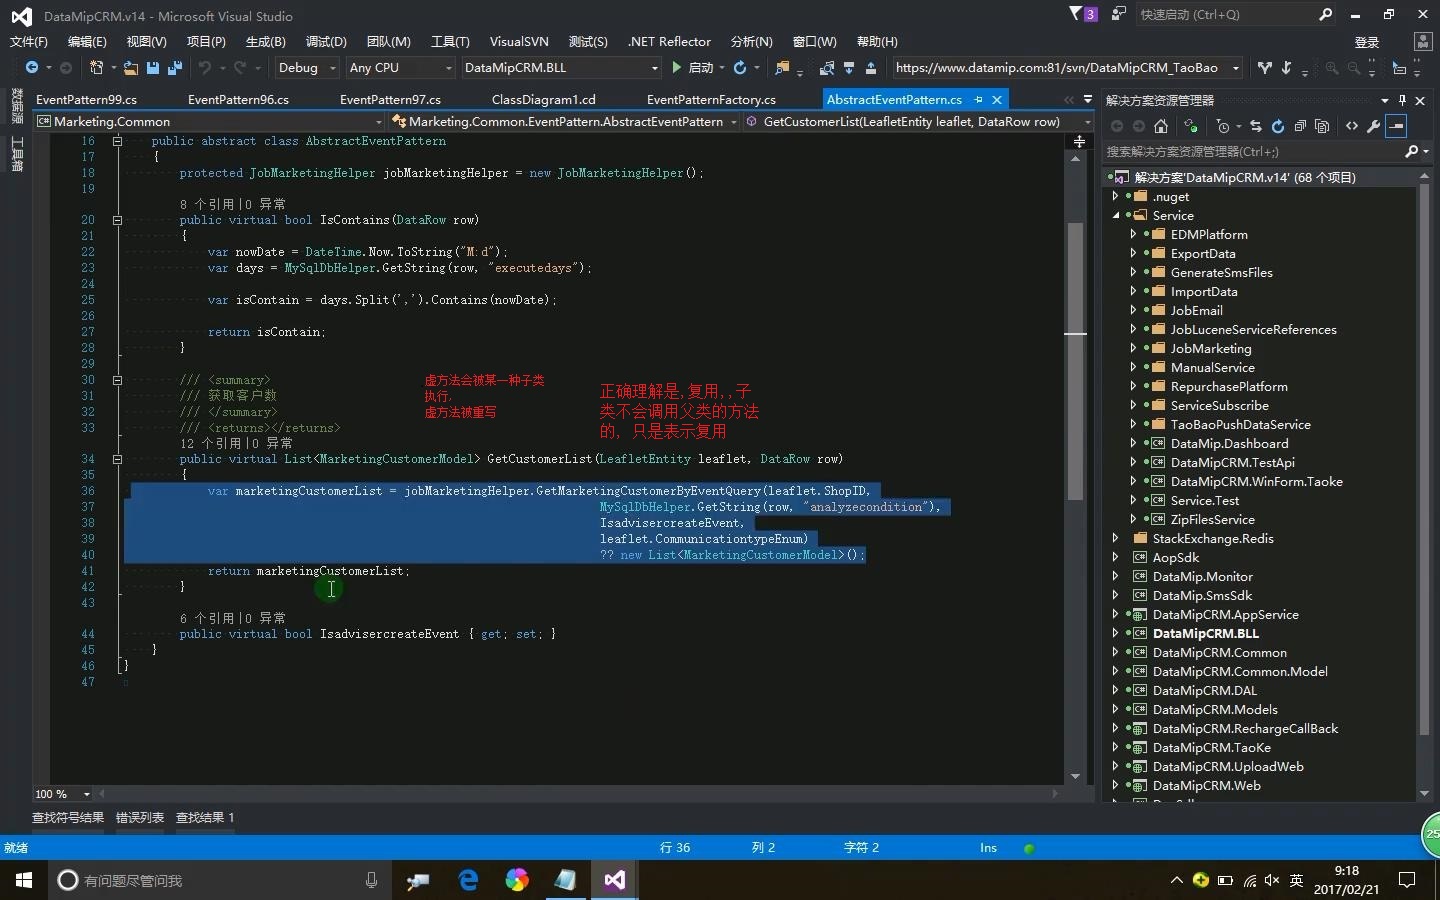 DataMipCRM.v14 - Microsoft Visual Studio
3
快速启动 (Ctrl+Q)
文件(F) 编辑(E) 视图(V) 项目(P) 生成(B) 调试(D) 团队(M) 工具(T) VisualSVN 测试(S) .NET Reflector 分析(N) 窗口(W) 帮助(H) 登录
Debug Any CPU DataMipCRM.BLL 启动 https://www.datamip.com:81/svn/DataMipCRM_TaoBao
数据源
工具箱
EventPattern99.cs EventPattern96.cs EventPattern97.cs ClassDiagram1.cd EventPatternFactory.cs AbstractEventPattern.cs
Marketing.Common Marketing.Common.EventPattern.AbstractEventPattern GetCustomerList(LeafletEntity leaflet, DataRow row)
16 public abstract class AbstractEventPattern
17 {
18 protected JobMarketingHelper jobMarketingHelper = new JobMarketingHelper();
19
8 个引用|0 异常
20 public virtual bool IsContains(DataRow row)
21 {
22 var nowDate = DateTime.Now.ToString("M:d");
23 var days = MySqlDbHelper.GetString(row, "executedays");
24
25 var isContain = days.Split(',').Contains(nowDate);
26
27 return isContain;
28 }
29
30 /// <summary>
31 /// 获取客户数
32 /// </summary>
33 /// <returns></returns>
12 个引用|0 异常
34 public virtual List<MarketingCustomerModel> GetCustomerList(LeafletEntity leaflet, DataRow row)
35 {
36 var marketingCustomerList = jobMarketingHelper.GetMarketingCustomerByEventQuery(leaflet.ShopID,
37 MySqlDbHelper.GetString(row, "analyzecondition"),
38 IsadvisercreateEvent,
39 leaflet.CommunicationtypeEnum)
40 ?? new List<MarketingCustomerModel>();
41 return marketingCustomerList;
42 }
43
6 个引用|0 异常
44 public virtual bool IsadvisercreateEvent { get; set; }
45 }
46 }
47
虚方法会被某一种子类
执行,
虚方法被重写
正确理解是,复用,,子
类不会调用父类的方法
的, 只是表示复用
100 %
解决方案资源管理器
搜索解决方案资源管理器(Ctrl+;)
解决方案'DataMipCRM.v14' (68 个项目)
.nuget
Service
EDMPlatform
ExportData
GenerateSmsFiles
ImportData
JobEmail
JobLuceneServiceReferences
JobMarketing
ManualService
RepurchasePlatform
ServiceSubscribe
TaoBaoPushDataService
DataMip.Dashboard
DataMipCRM.TestApi
DataMipCRM.WinForm.Taoke
Service.Test
ZipFilesService
StackExchange.Redis
AopSdk
DataMip.Monitor
DataMip.SmsSdk
DataMipCRM.AppService
DataMipCRM.BLL
DataMipCRM.Common
DataMipCRM.Common.Model
DataMipCRM.DAL
DataMipCRM.Models
DataMipCRM.RechargeCallBack
DataMipCRM.TaoKe
DataMipCRM.UploadWeb
DataMipCRM.Web
查找符号结果 错误列表 查找结果 1
25
就绪 行 36 列 2 字符 2 Ins
有问题尽管问我
英
9:18
2017/02/21